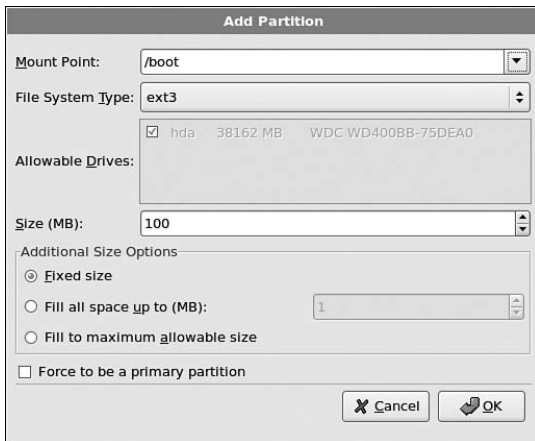 Add Partition
Mount Point: /boot
File System Type: ext3
Allowable Drives:
hda 38162 MB WDC WD400BB-75DEA0
Size (MB): 100
Additional Size Options
Fixed size
Fill all space up to (MB): 1
Fill to maximum allowable size
Force to be a primary partition
Cancel OK